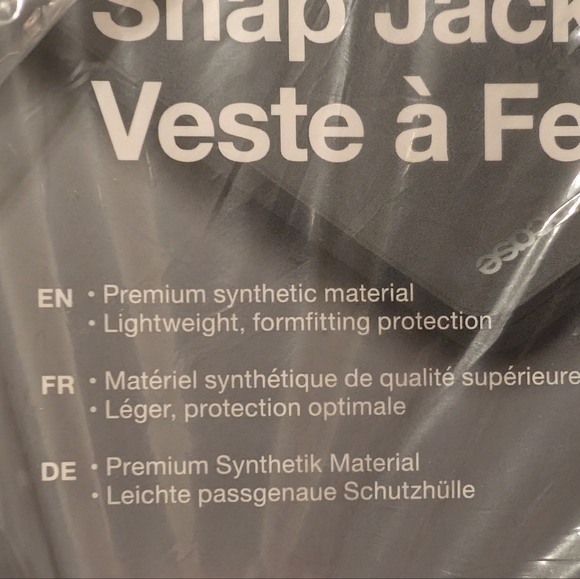 Snap Jack
Veste à Fe
case
EN • Premium synthetic material
• Lightweight, formfitting protection
FR • Matériel synthétique de qualité supérieure
• Léger, protection optimale
DE • Premium Synthetik Material
• Leichte passgenaue Schutzhülle